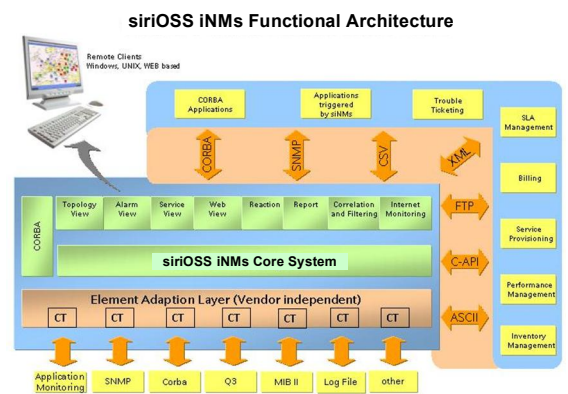 siriOSS iNMs Functional Architecture
Remote Clients
Windows, UNIX, WEB based
CORBA
Applications
Applications
triggered
by siNMs
Trouble
Ticketing
SLA
Management
Billing
Service
Provisioning
Performance
Management
Inventory
Management
CORBA
SNMP
CSV
XML
FTP
C-API
ASCII
CORBA
Topology
View
Alarm
View
Service
View
Web
View
Reaction
Report
Correlation
and Filtering
Internet
Monitoring
siriOSS iNMs Core System
Element Adaption Layer (Vendor independent)
CT
CT
CT
CT
CT
CT
CT
Application
Monitoring
SNMP
Corba
Q3
MIB II
Log File
other